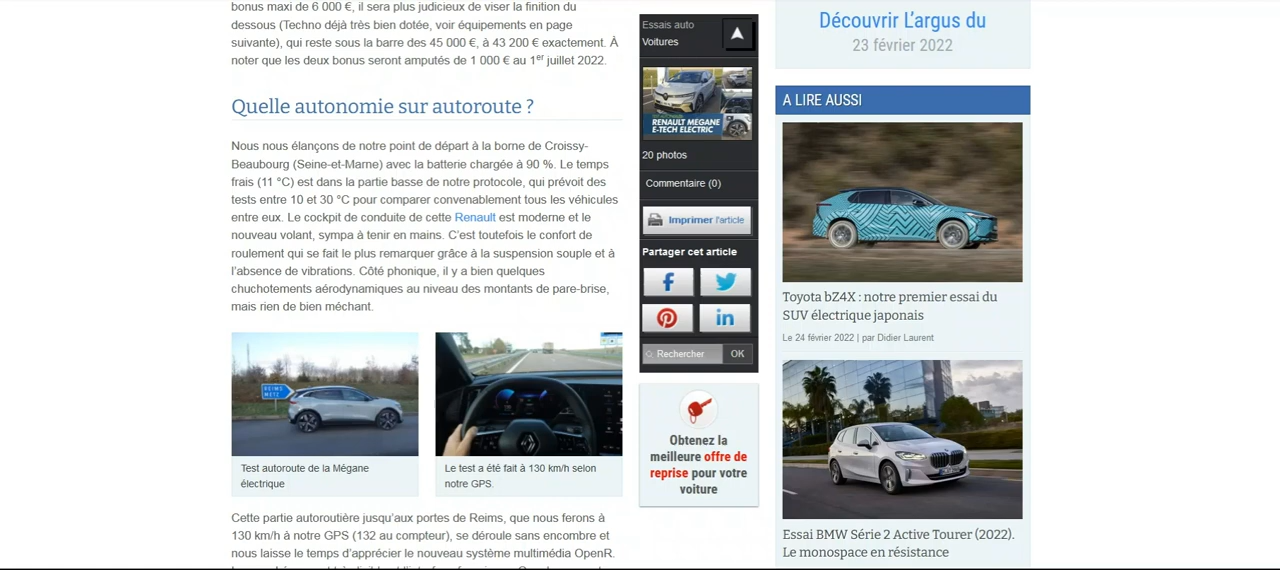 bonus maxi de 6 000 €, il sera plus judicieux de viser la finition du
dessous (Techno déjà très bien dotée, voir équipements en page
suivante), qui reste sous la barre des 45 000 €, à 43 200 € exactement. À
noter que les deux bonus seront amputés de 1 000 € au 1er juillet 2022.
Quelle autonomie sur autoroute ?
Nous nous élançons de notre point de départ à la borne de Croissy-
Beaubourg (Seine-et-Marne) avec la batterie chargée à 90 %. Le temps
frais (11 °C) est dans la partie basse de notre protocole, qui prévoit des
tests entre 10 et 30 °C pour comparer convenablement tous les véhicules
entre eux. Le cockpit de conduite de cette Renault est moderne et le
nouveau volant, sympa à tenir en mains. C'est toutefois le confort de
roulement qui se fait le plus remarquer grâce à la suspension souple et à
l'absence de vibrations. Côté phonique, il y a bien quelques
chuchotements aérodynamiques au niveau des montants de pare-brise,
mais rien de bien méchant.
REIMS
METZ
Test autoroute de la Mégane
électrique
Le test a été fait à 130 km/h selon
notre GPS.
Cette partie autoroutière jusqu'aux portes de Reims, que nous ferons à
130 km/h à notre GPS (132 au compteur), se déroule sans encombre et
nous laisse le temps d'apprécier le nouveau système multimédia OpenR.
Essais auto
Voitures
RENAULT MEGANE
E-TECH ELECTRIC
20 photos
Commentaire (0)
Imprimer l'article
Partager cet article
Rechercher
OK
Obtenez la
meilleure offre de
reprise pour votre
voiture
Découvrir L'argus du
23 février 2022
A LIRE AUSSI
Toyota bZ4X : notre premier essai du
SUV électrique japonais
Le 24 février 2022 | par Didier Laurent
Essai BMW Série 2 Active Tourer (2022).
Le monospace en résistance